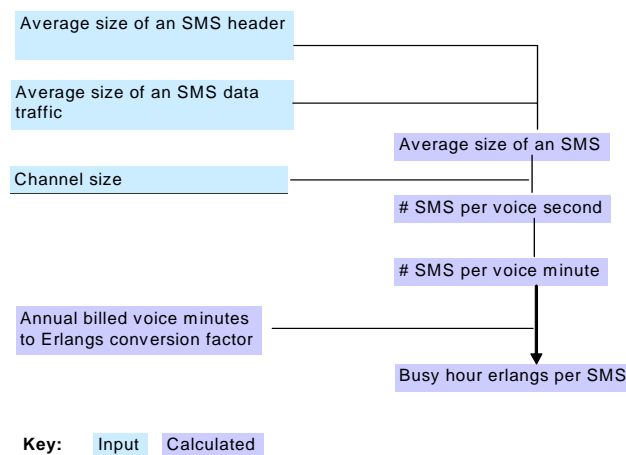 Average size of an SMS header
Average size of an SMS data
traffic
Average size of an SMS
Channel size
# SMS per voice second
# SMS per voice minute
Annual billed voice minutes
to Erlangs conversion factor
Busy hour erlangs per SMS
Key: Input Calculated